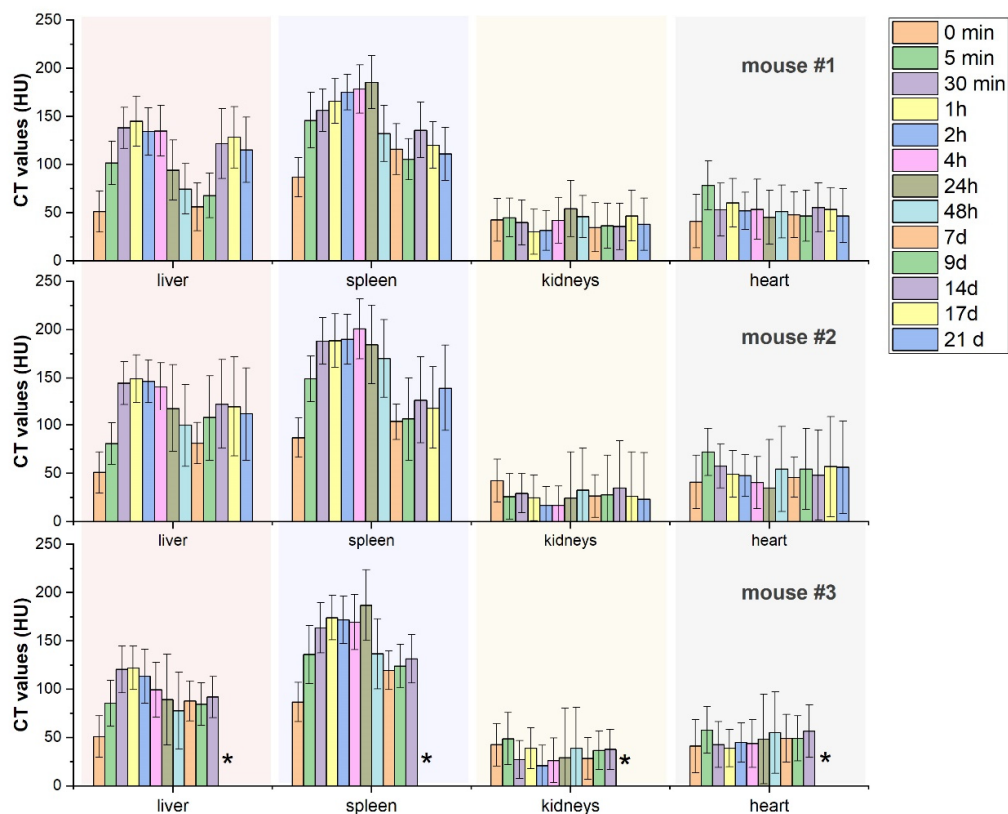 250
200
150
100
50
0
CT values (HU)
mouse #1
liver spleen kidneys heart
250
200
150
100
50
0
CT values (HU)
mouse #2
liver spleen kidneys heart
250
200
150
100
50
0
CT values (HU)
mouse #3
* * * *
liver spleen kidneys heart
0 min
5 min
30 min
1h
2h
4h
24h
48h
7d
9d
14d
17d
21 d